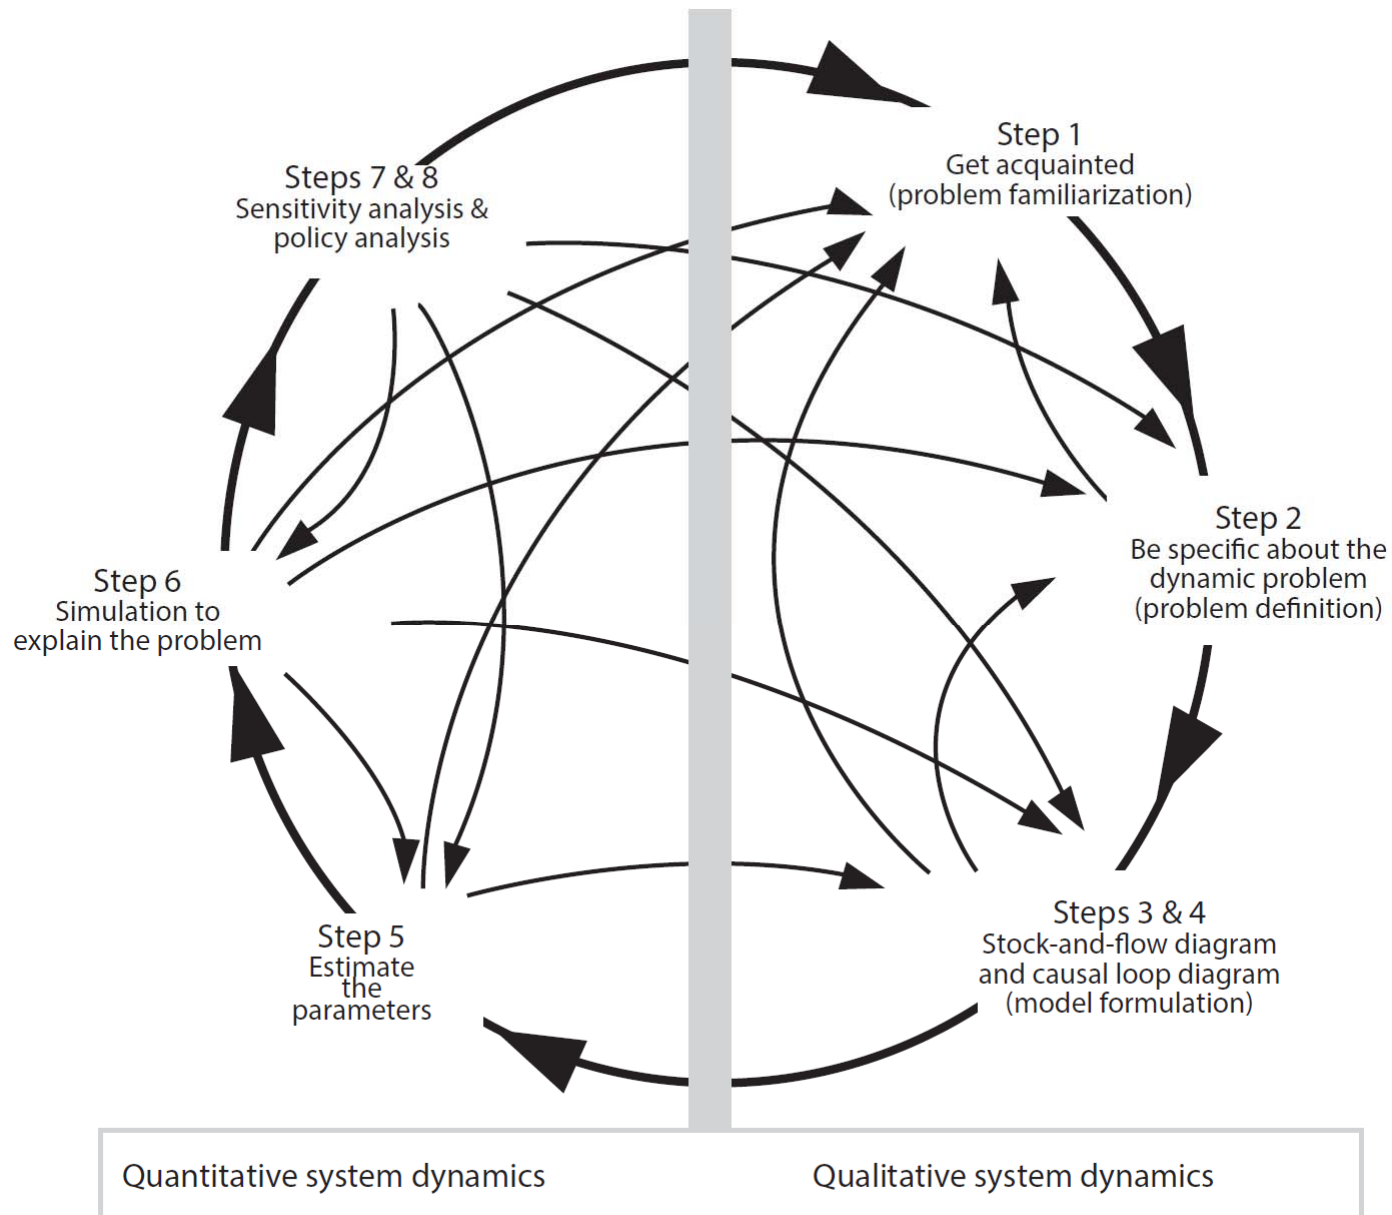 Step 1
Get acquainted
(problem familiarization)
Steps 7 & 8
Sensitivity analysis &
policy analysis
Step 2
Be specific about the
dynamic problem
(problem definition)
Step 6
Simulation to
explain the problem
Steps 3 & 4
Stock-and-flow diagram
and causal loop diagram
(model formulation)
Step 5
Estimate
the
parameters
Quantitative system dynamics
Qualitative system dynamics